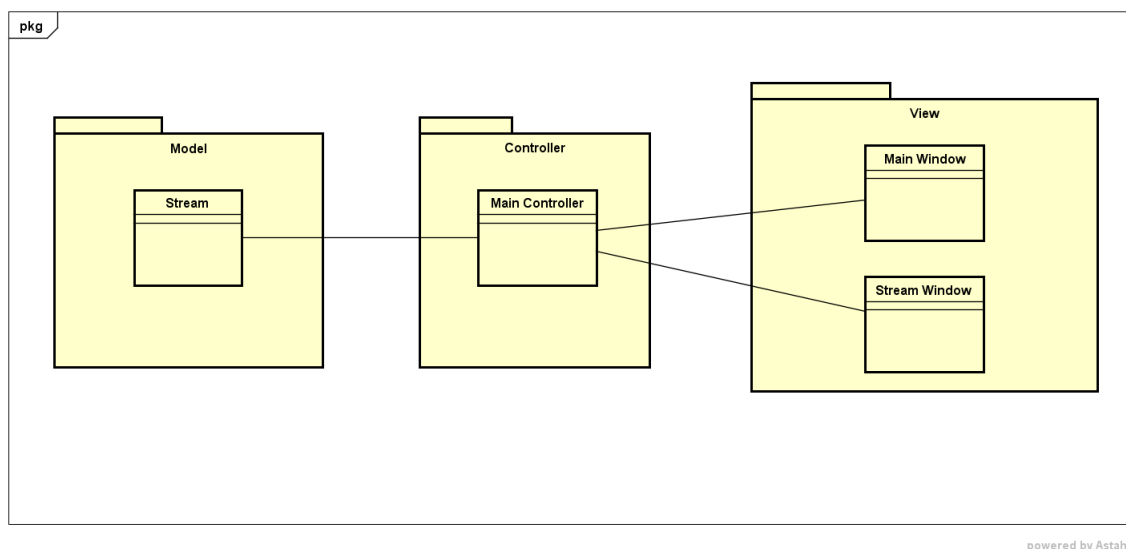 pkg
Model
Stream
Controller
Main Controller
View
Main Window
Stream Window
powered by Astah